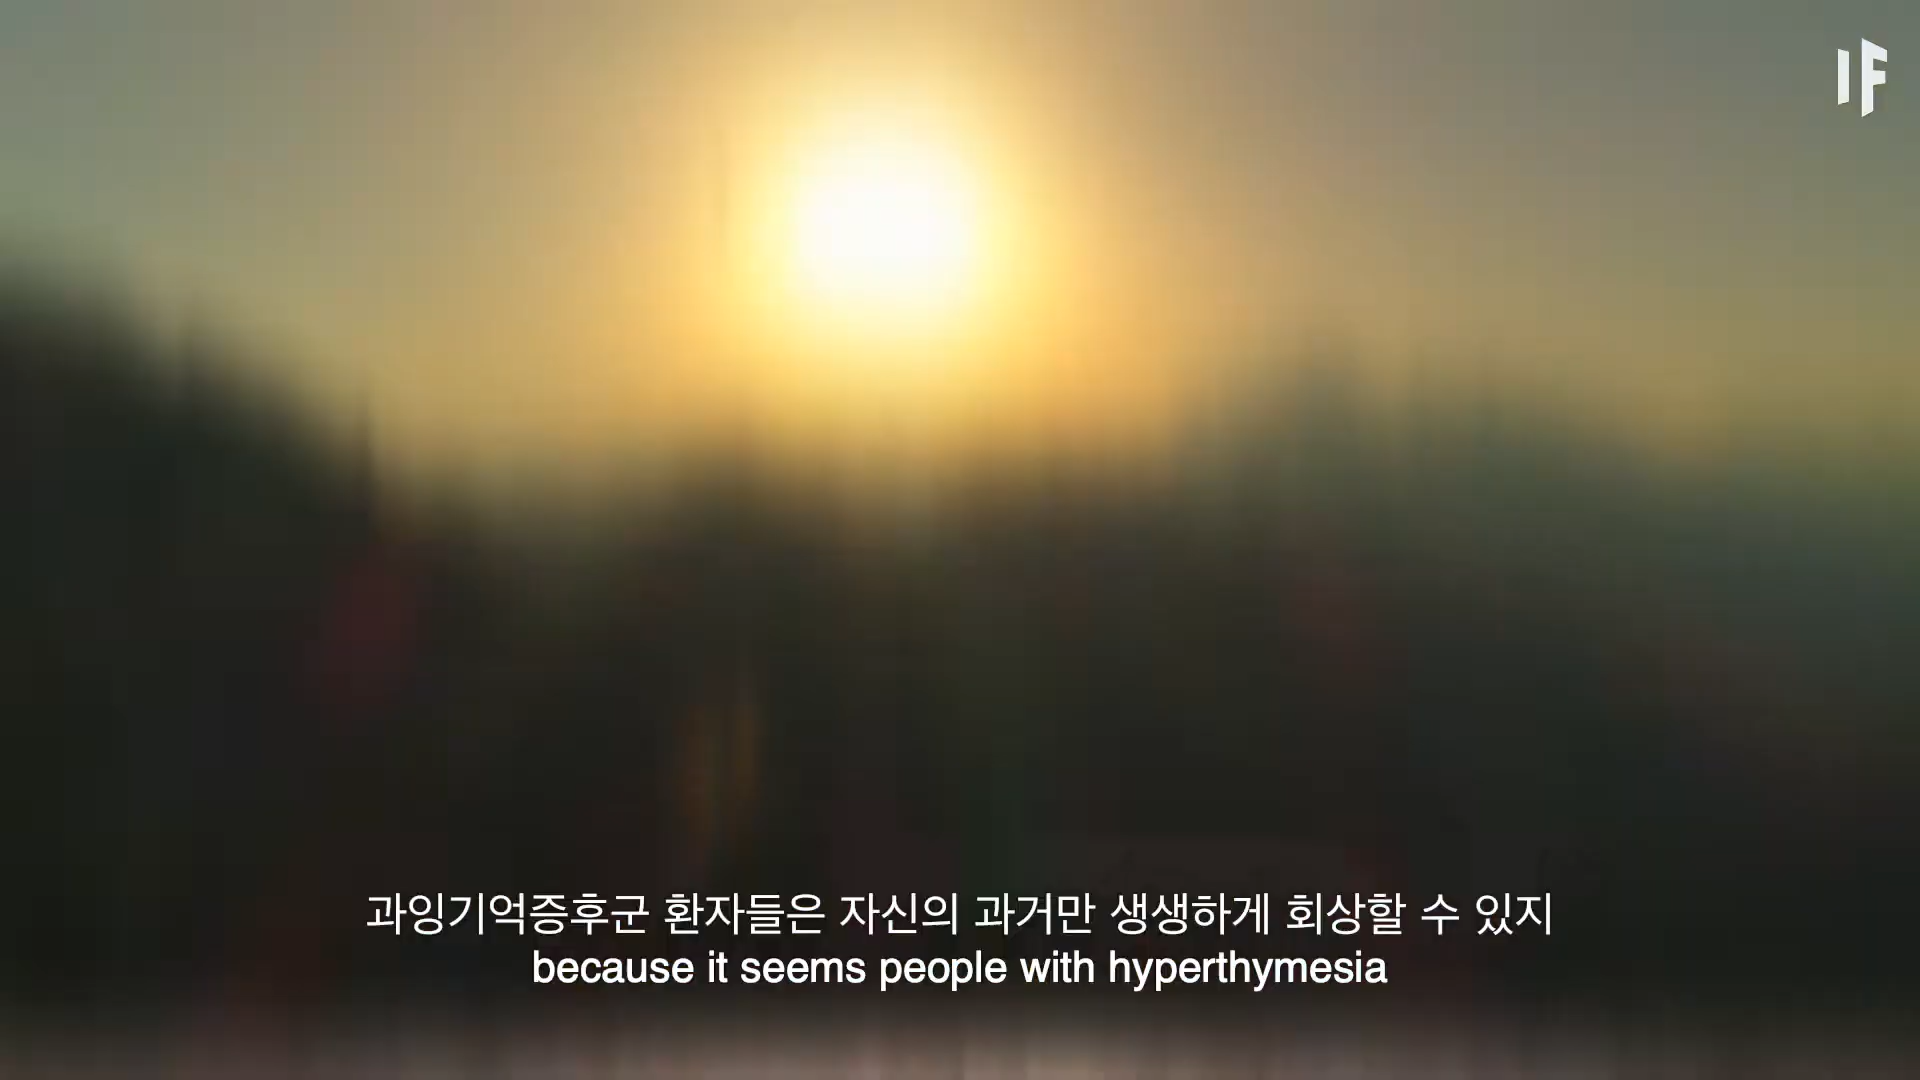 IF
과잉기억증후군 환자들은 자신의 과거만 생생하게 회상할 수 있지
because it seems people with hyperthymesia